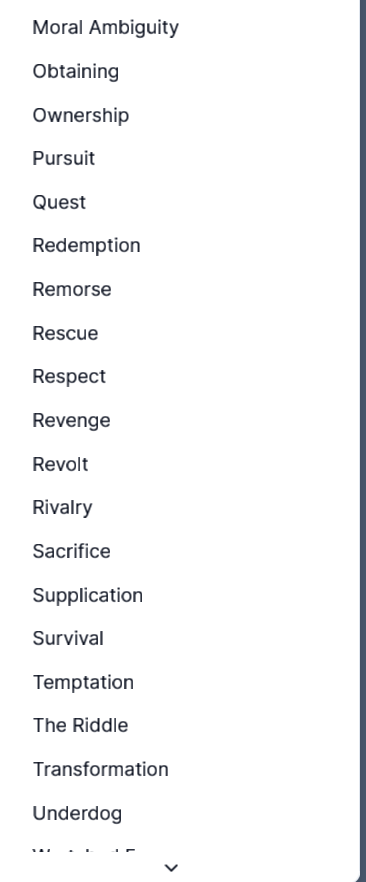 Moral Ambiguity
Obtaining
Ownership
Pursuit
Quest
Redemption
Remorse
Rescue
Respect
Revenge
Revolt
Rivalry
Sacrifice
Supplication
Survival
Temptation
The Riddle
Transformation
Underdog